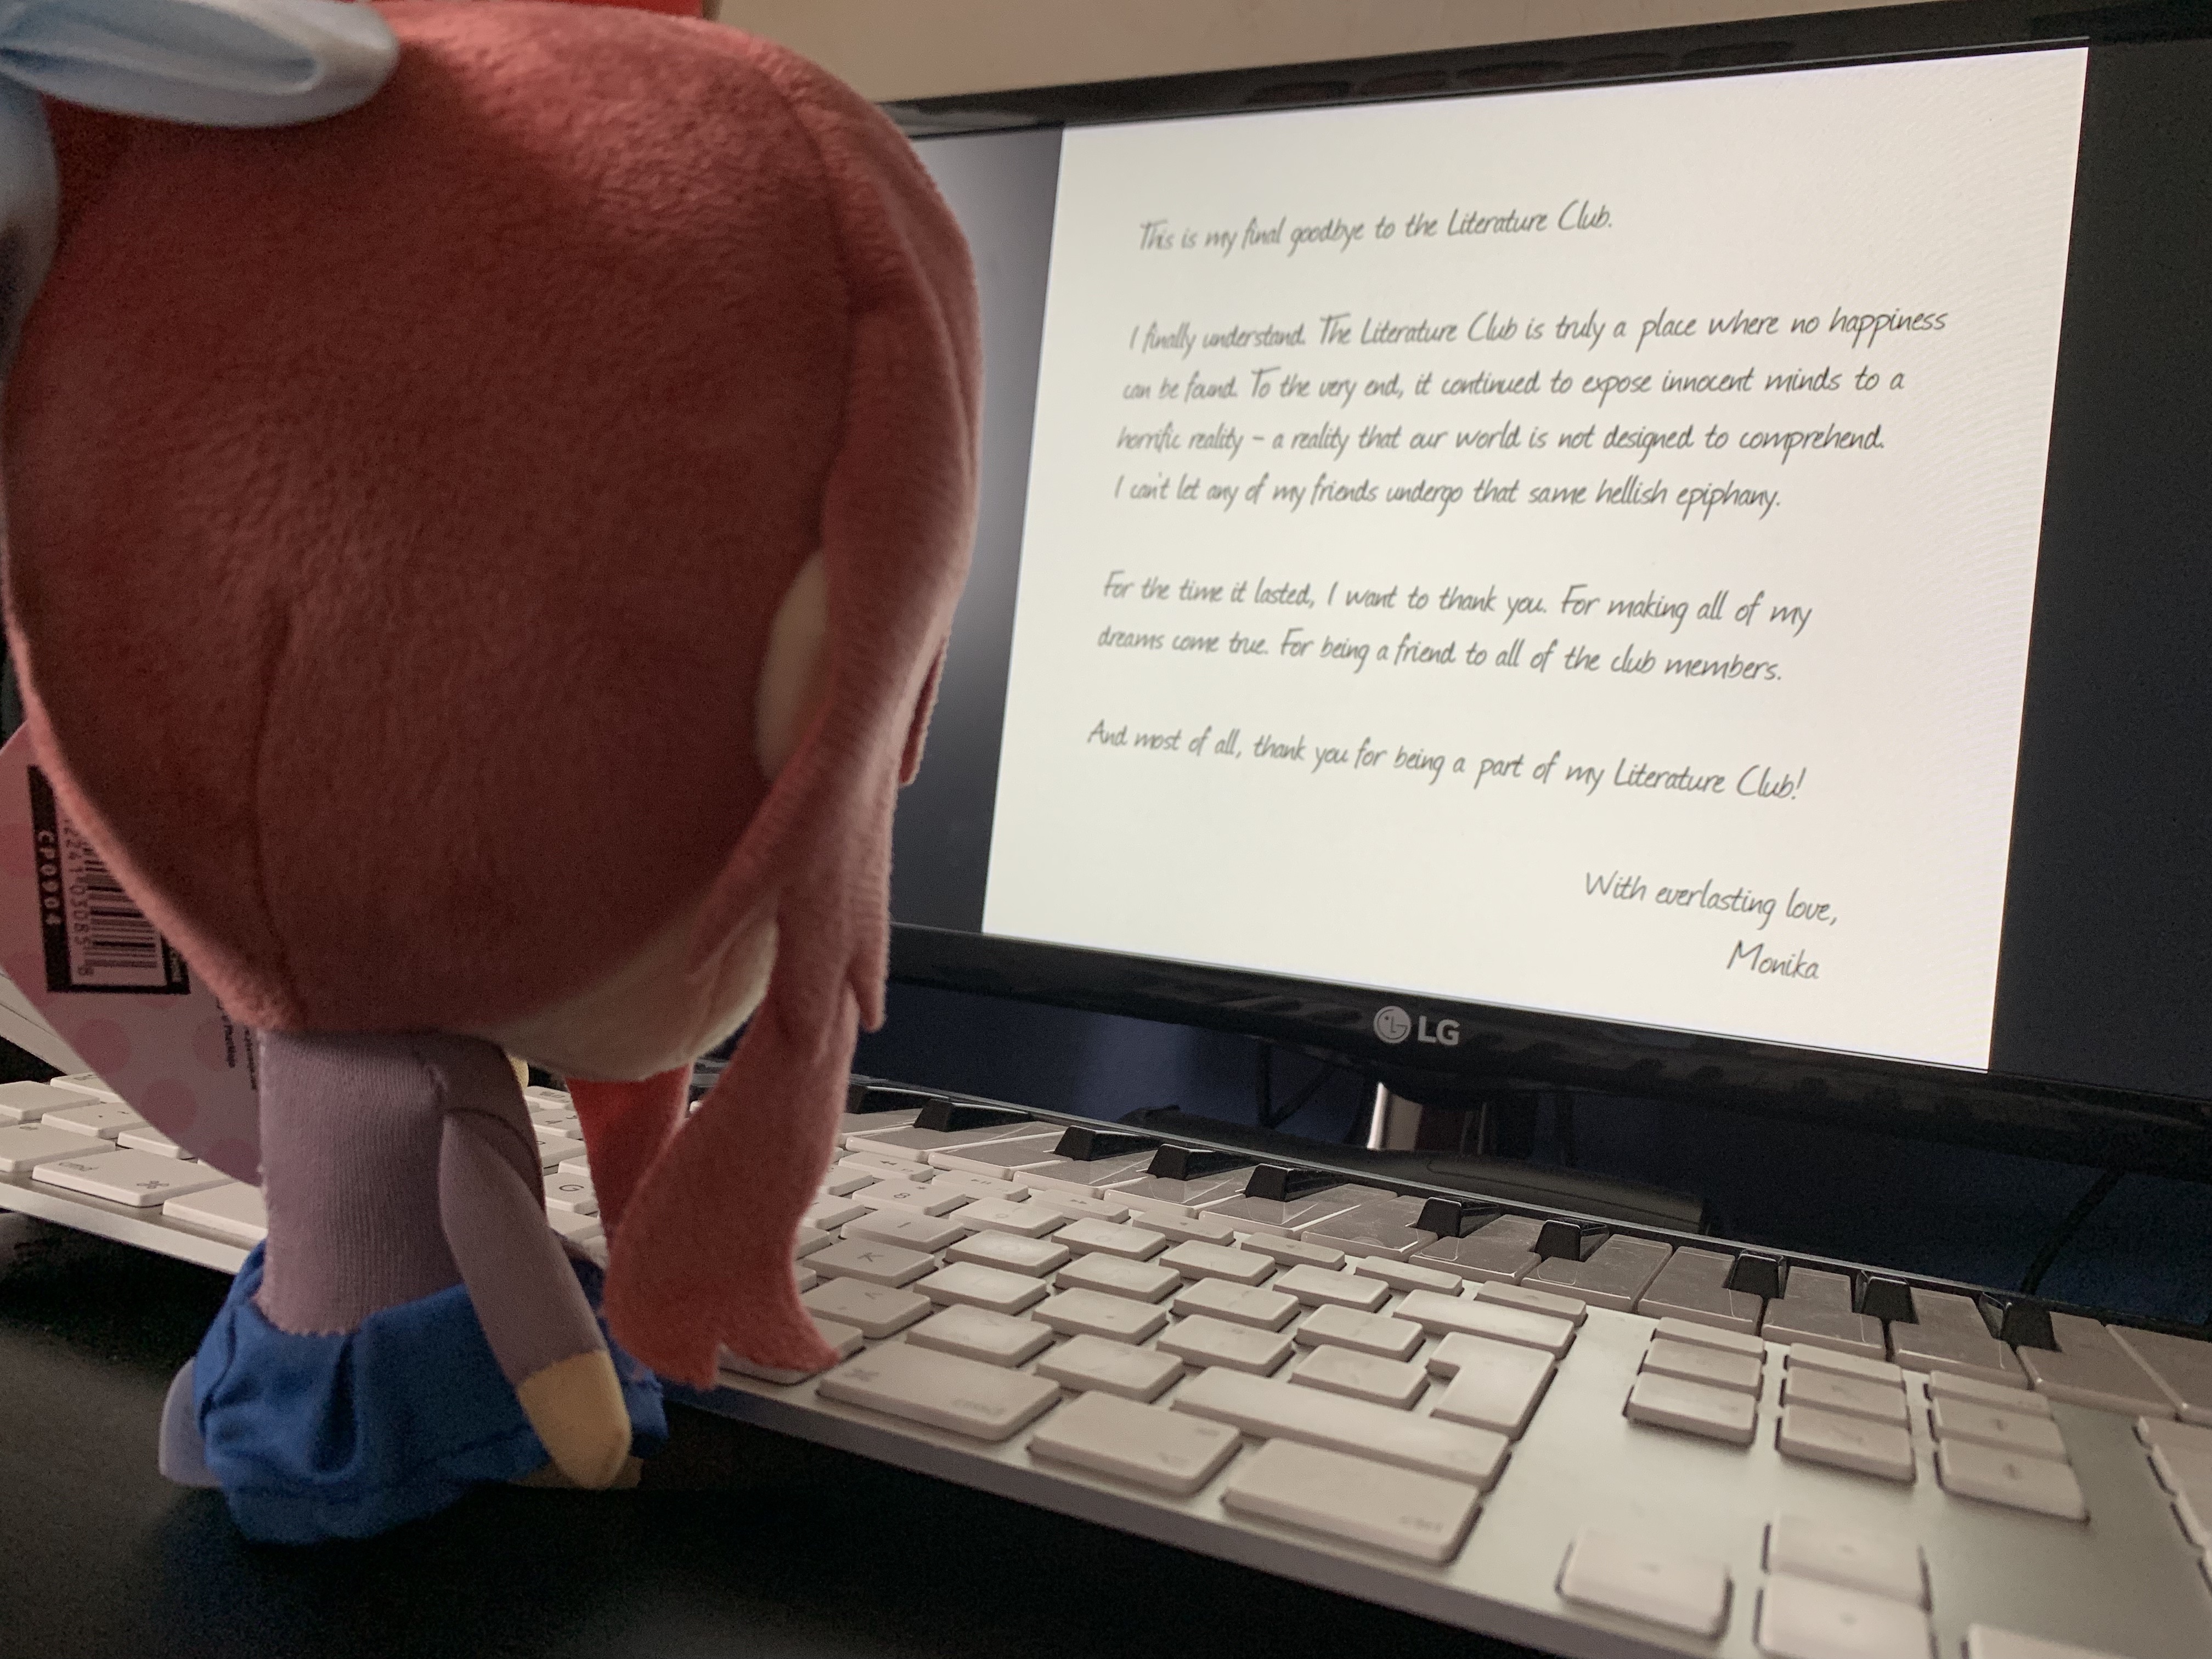 This is my final goodbye to the Literature Club.
I finally understand. The Literature Club is truly a place where no happiness
can be found. To the very end, it continued to expose innocent minds to a
horrific reality – a reality that our world is not designed to comprehend.
I can't let any of my friends undergo that same hellish epiphany.
For the time it lasted, I want to thank you. For making all of my
dreams come true. For being a friend to all of the club members.
And most of all, thank you for being a part of my Literature Club!
With everlasting love,
Monika
LG
CP0904
cmd
G
K
cmd